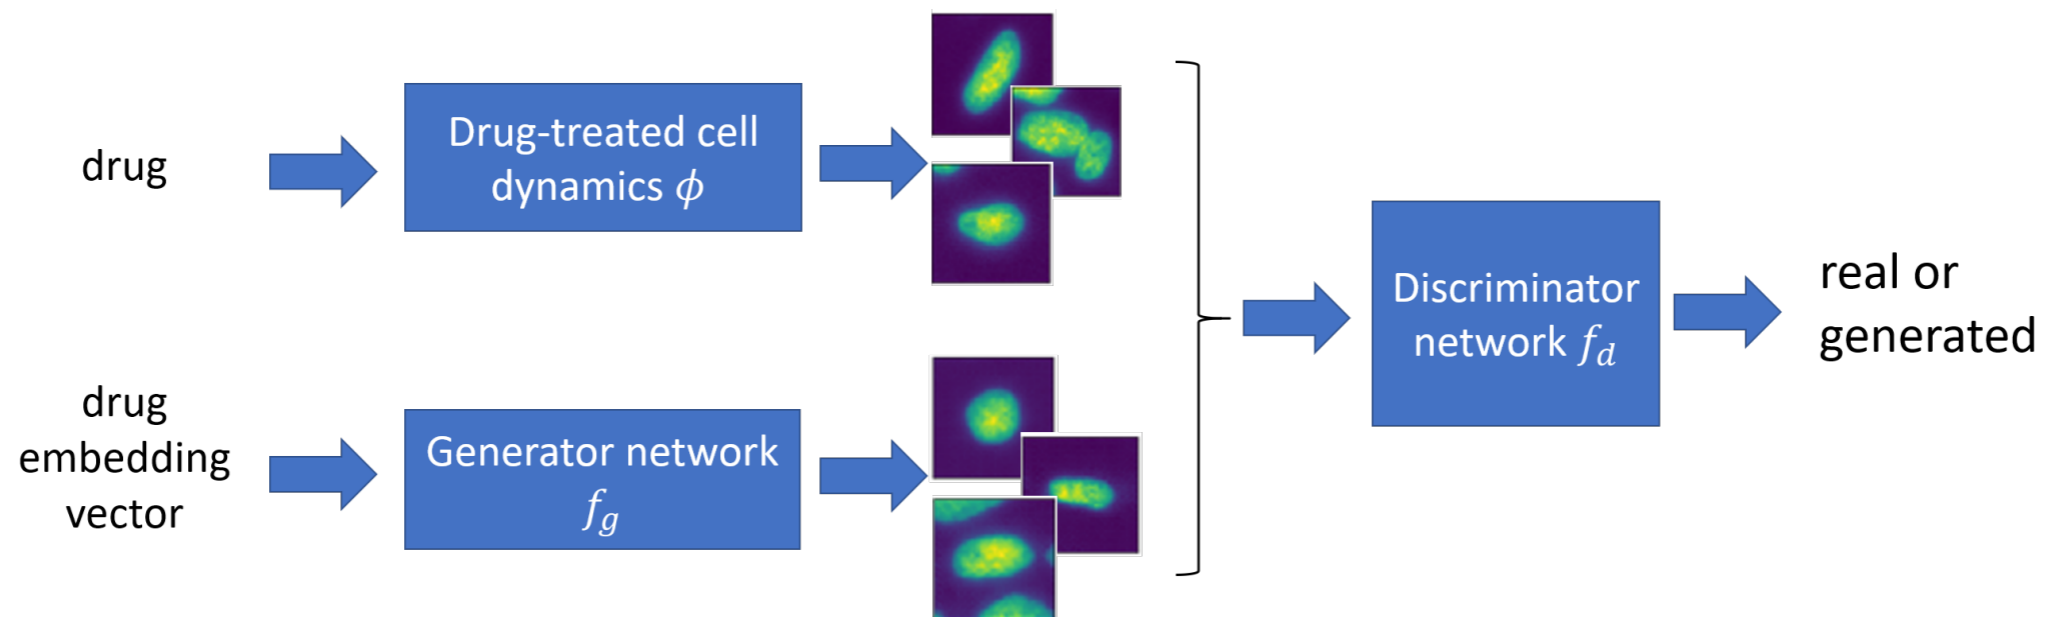 drug
Drug-treated cell
dynamics ϕ
drug
embedding
vector
Generator network
f_g
Discriminator
network f_d
real or
generated